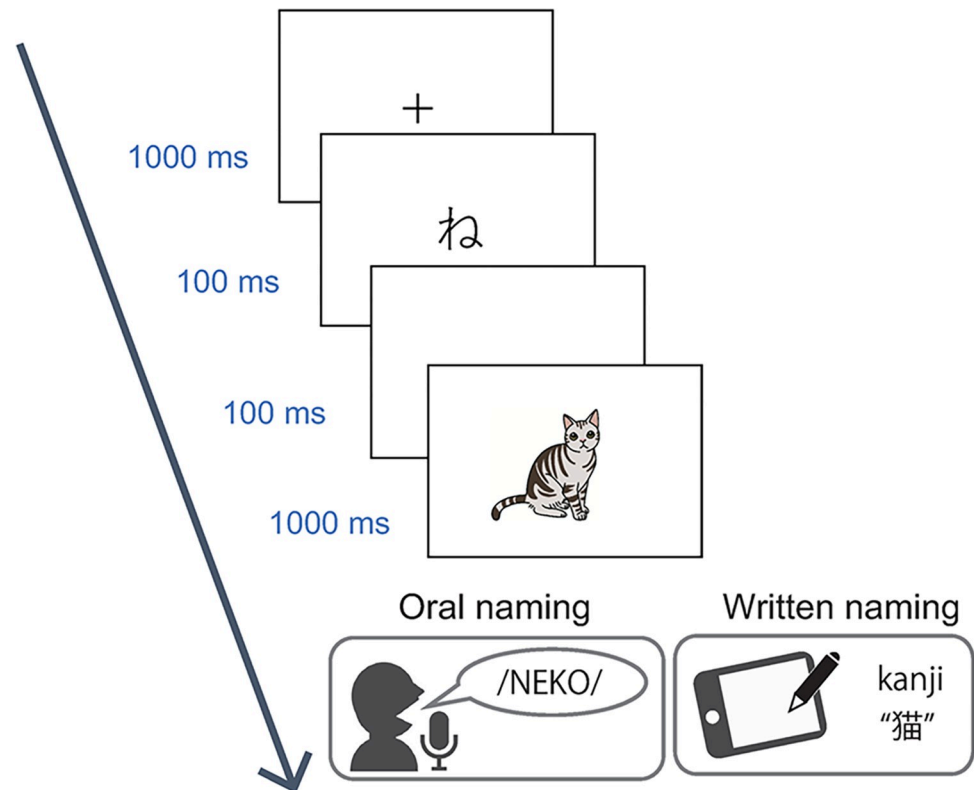 +
1000 ms
ね
100 ms
100 ms
1000 ms
Oral naming
/NEKO/
Written naming
kanji
“猫”